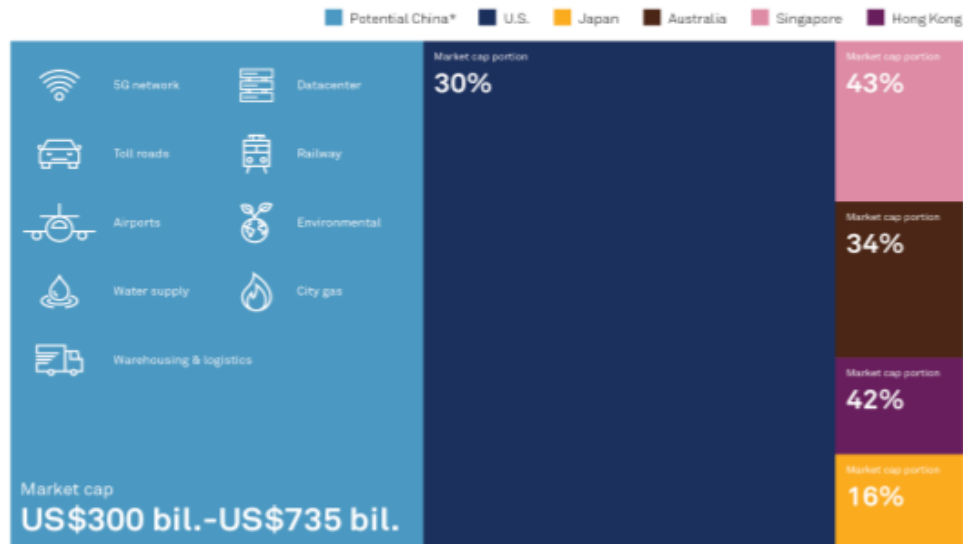 Potential China* U.S. Japan Australia Singapore Hong Kong
5G network
Datacenter
Toll roads
Railway
Airports
Environmental
Water supply
City gas
Warehousing & logistics
Market cap
US$300 bil.-US$735 bil.
Market cap portion
30%
Market cap portion
43%
Market cap portion
34%
Market cap portion
42%
Market cap portion
16%